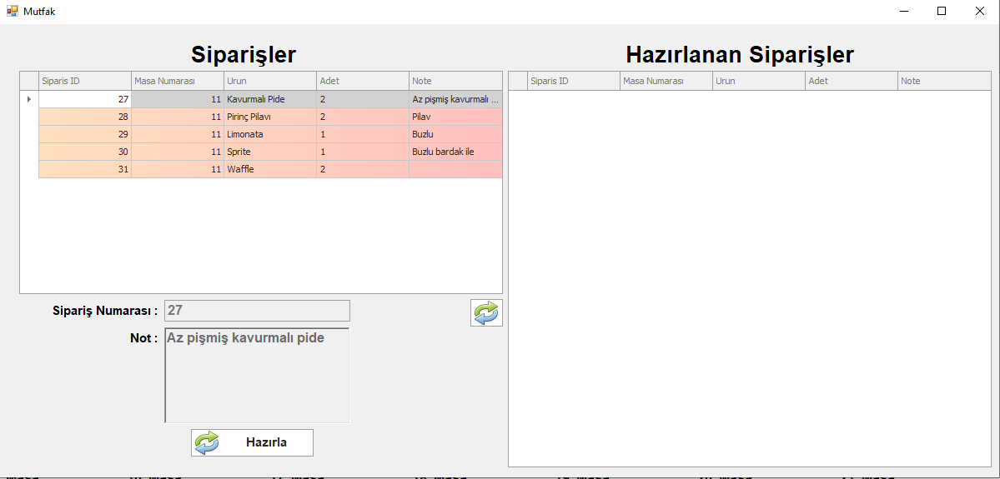 Mutfak
Siparişler
Siparis ID Masa Numarası Urun Adet Note
27 11 Kavurmalı Pide 2 Az pişmiş kavurmalı ...
28 11 Pirinç Pilavı 2 Pilav
29 11 Limonata 1 Buzlu
30 11 Sprite 1 Buzlu bardak ile
31 11 Waffle 2
Sipariş Numarası : 27
Not : Az pişmiş kavurmalı pide
Hazırla
Hazırlanan Siparişler
Siparis ID Masa Numarası Urun Adet Note